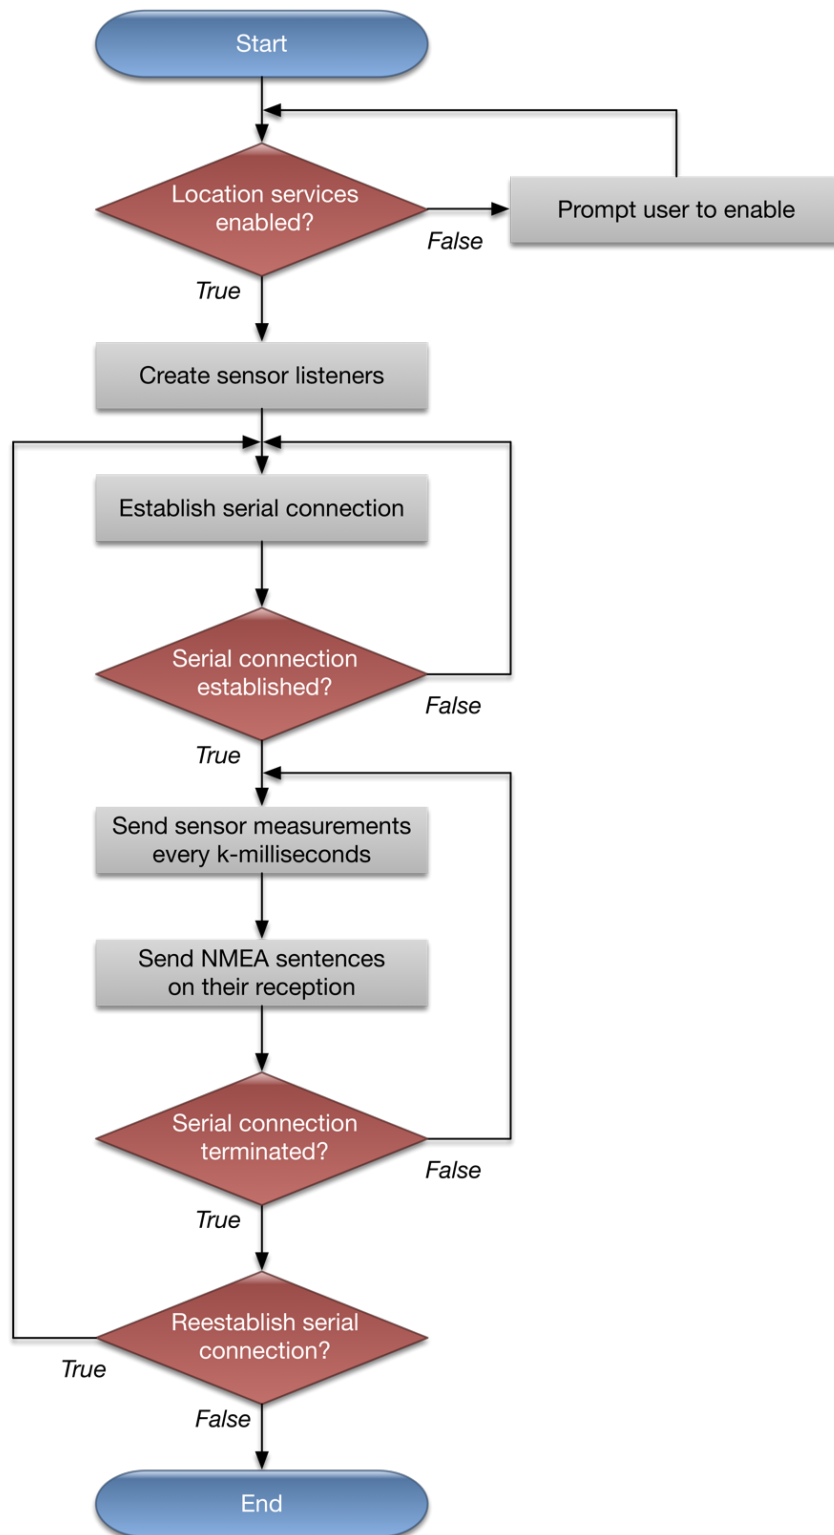 Start
Location services
enabled?
False
Prompt user to enable
True
Create sensor listeners
Establish serial connection
Serial connection
established?
False
True
Send sensor measurements
every k-milliseconds
Send NMEA sentences
on their reception
Serial connection
terminated?
False
True
Reestablish serial
connection?
True
False
End